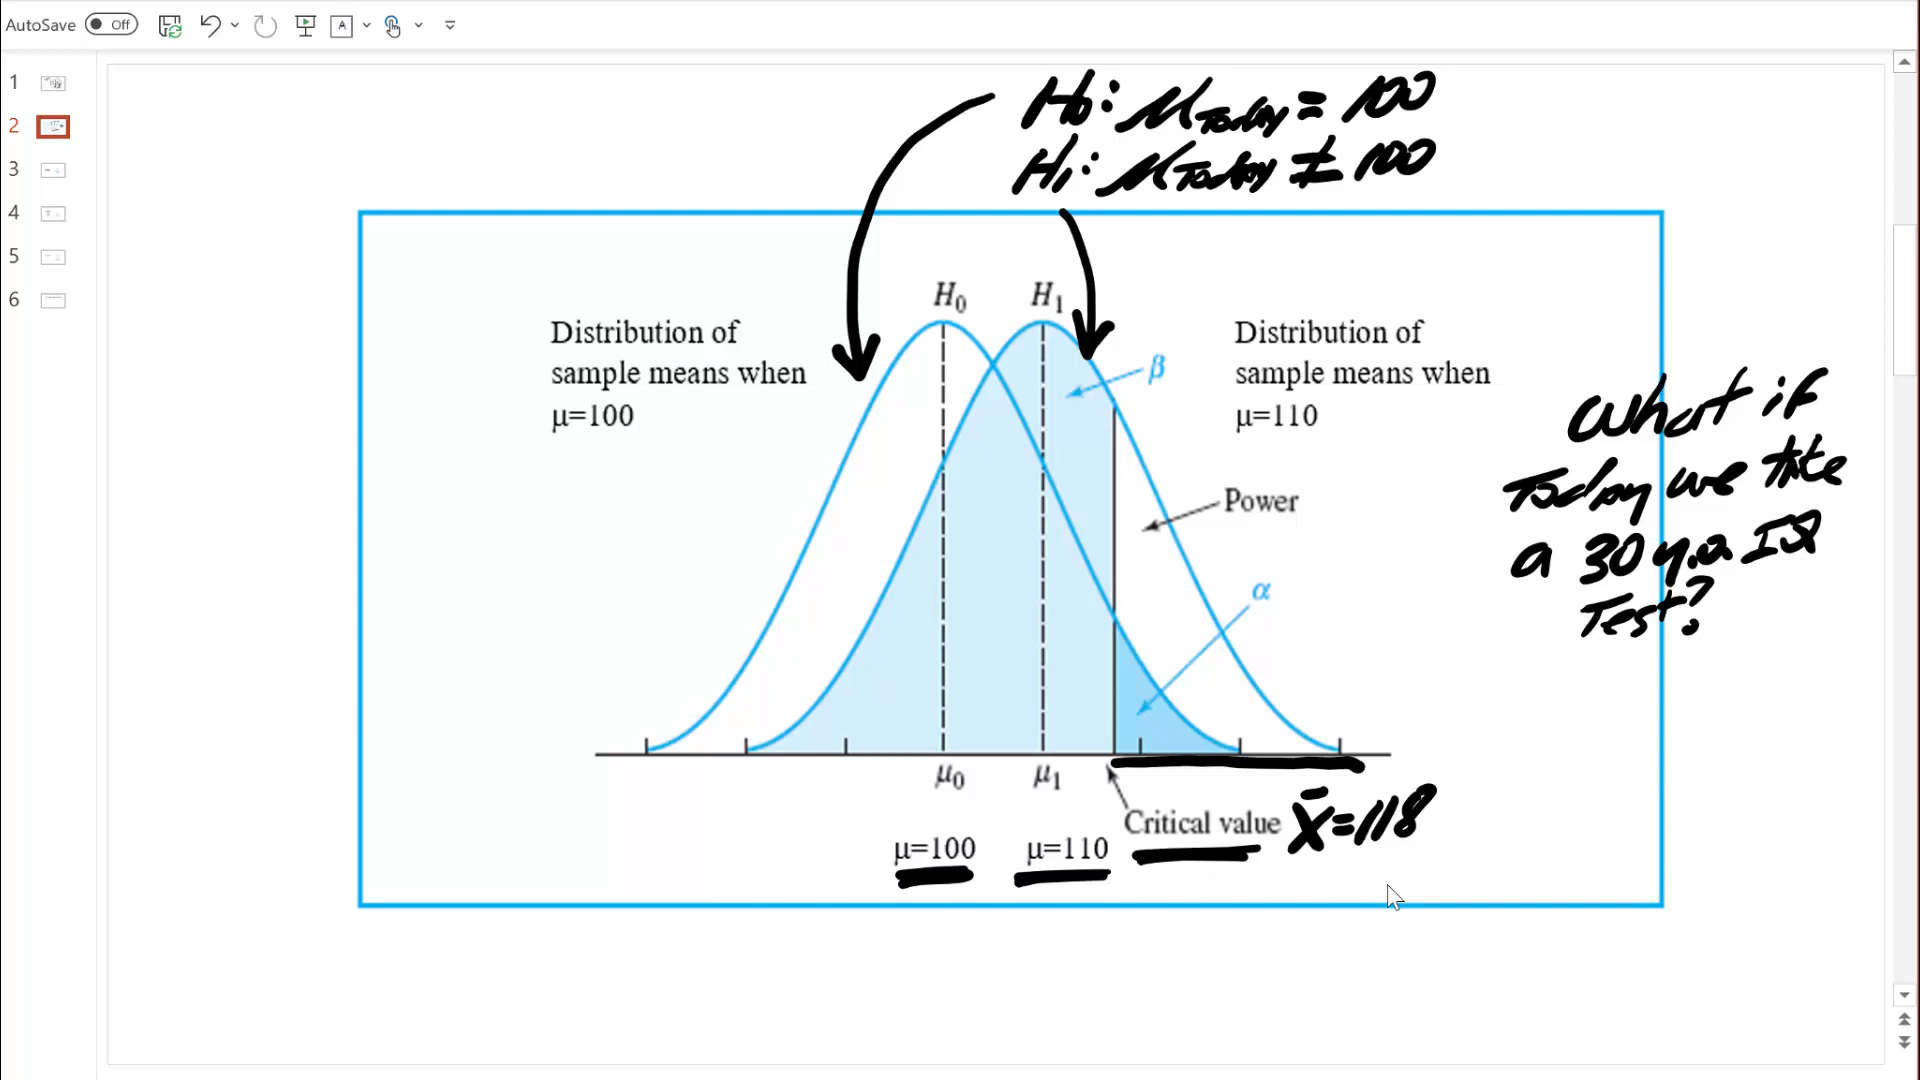 AutoSave Off
A
1
2
3
4
5
6
H₀: μToday = 100
H₁: μToday ≠ 100
H₀ H₁
Distribution of
sample means when
μ=100
β
Distribution of
sample means when
μ=110
Power
α
What if
Today we take
a 30 y.o. IQ
Test?
μ₀ μ₁
Critical value X̄=118
μ=100 μ=110